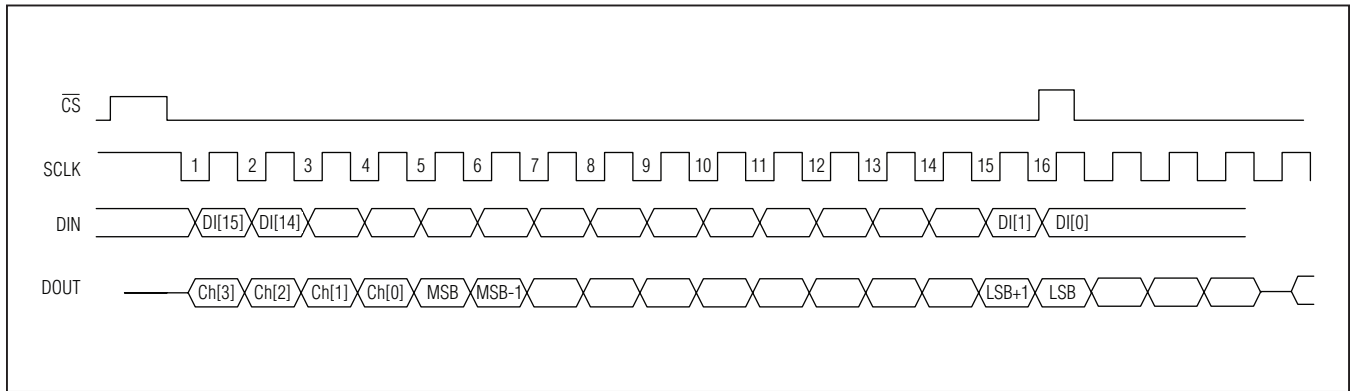 CS
SCLK 1 2 3 4 5 6 7 8 9 10 11 12 13 14 15 16
DIN DI[15] DI[14] DI[1] DI[0]
DOUT Ch[3] Ch[2] Ch[1] Ch[0] MSB MSB-1 LSB+1 LSB